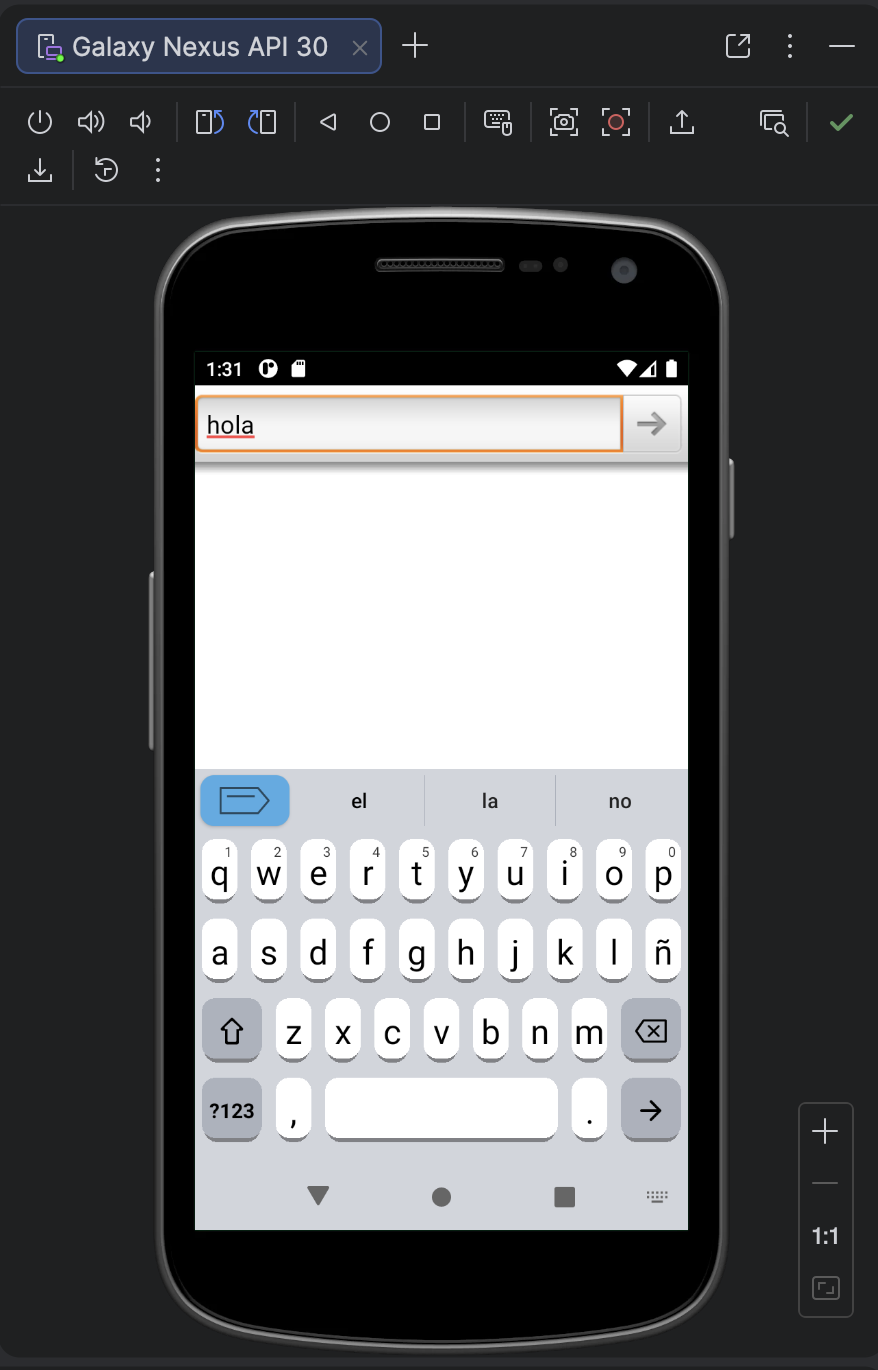 Galaxy Nexus API 30
1:31
hola
el la no
1 2 3 4 5 6 7 8 9 0
q w e r t y u i o p
a s d f g h j k l ñ
z x c v b n m
?123 , .
1:1